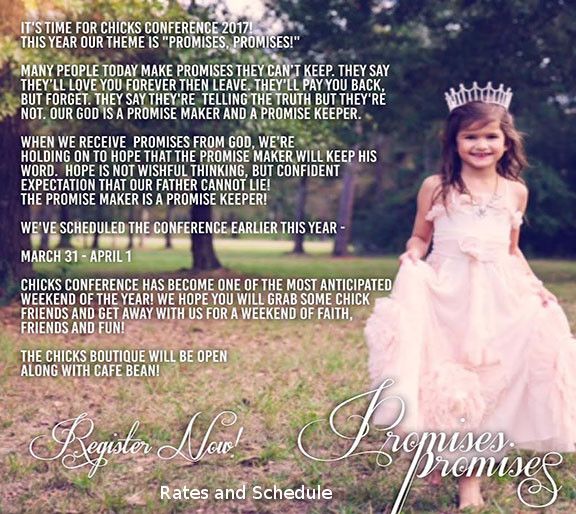 IT'S TIME FOR CHICKS CONFERENCE 2017!
THIS YEAR OUR THEME IS "PROMISES, PROMISES!"
MANY PEOPLE TODAY MAKE PROMISES THEY CAN'T KEEP. THEY SAY
THEY'LL LOVE YOU FOREVER THEN LEAVE. THEY'LL PAY YOU BACK,
BUT FORGET. THEY SAY THEY'RE TELLING THE TRUTH BUT THEY'RE
NOT. OUR GOD IS A PROMISE MAKER AND A PROMISE KEEPER.
WHEN WE RECEIVE PROMISES FROM GOD, WE'RE
HOLDING ON TO HOPE THAT THE PROMISE MAKER WILL KEEP HIS
WORD. HOPE IS NOT WISHFUL THINKING, BUT CONFIDENT
EXPECTATION THAT OUR FATHER CANNOT LIE!
THE PROMISE MAKER IS A PROMISE KEEPER!
WE'VE SCHEDULED THE CONFERENCE EARLIER THIS YEAR -
MARCH 31 - APRIL 1
CHICKS CONFERENCE HAS BECOME ONE OF THE MOST ANTICIPATED
WEEKEND OF THE YEAR! WE HOPE YOU WILL GRAB SOME CHICK
FRIENDS AND GET AWAY WITH US FOR A WEEKEND OF FAITH,
FRIENDS AND FUN!
THE CHICKS BOUTIQUE WILL BE OPEN
ALONG WITH CAFE BEAN!
Register Now!
Promises,
promises
Rates and Schedule